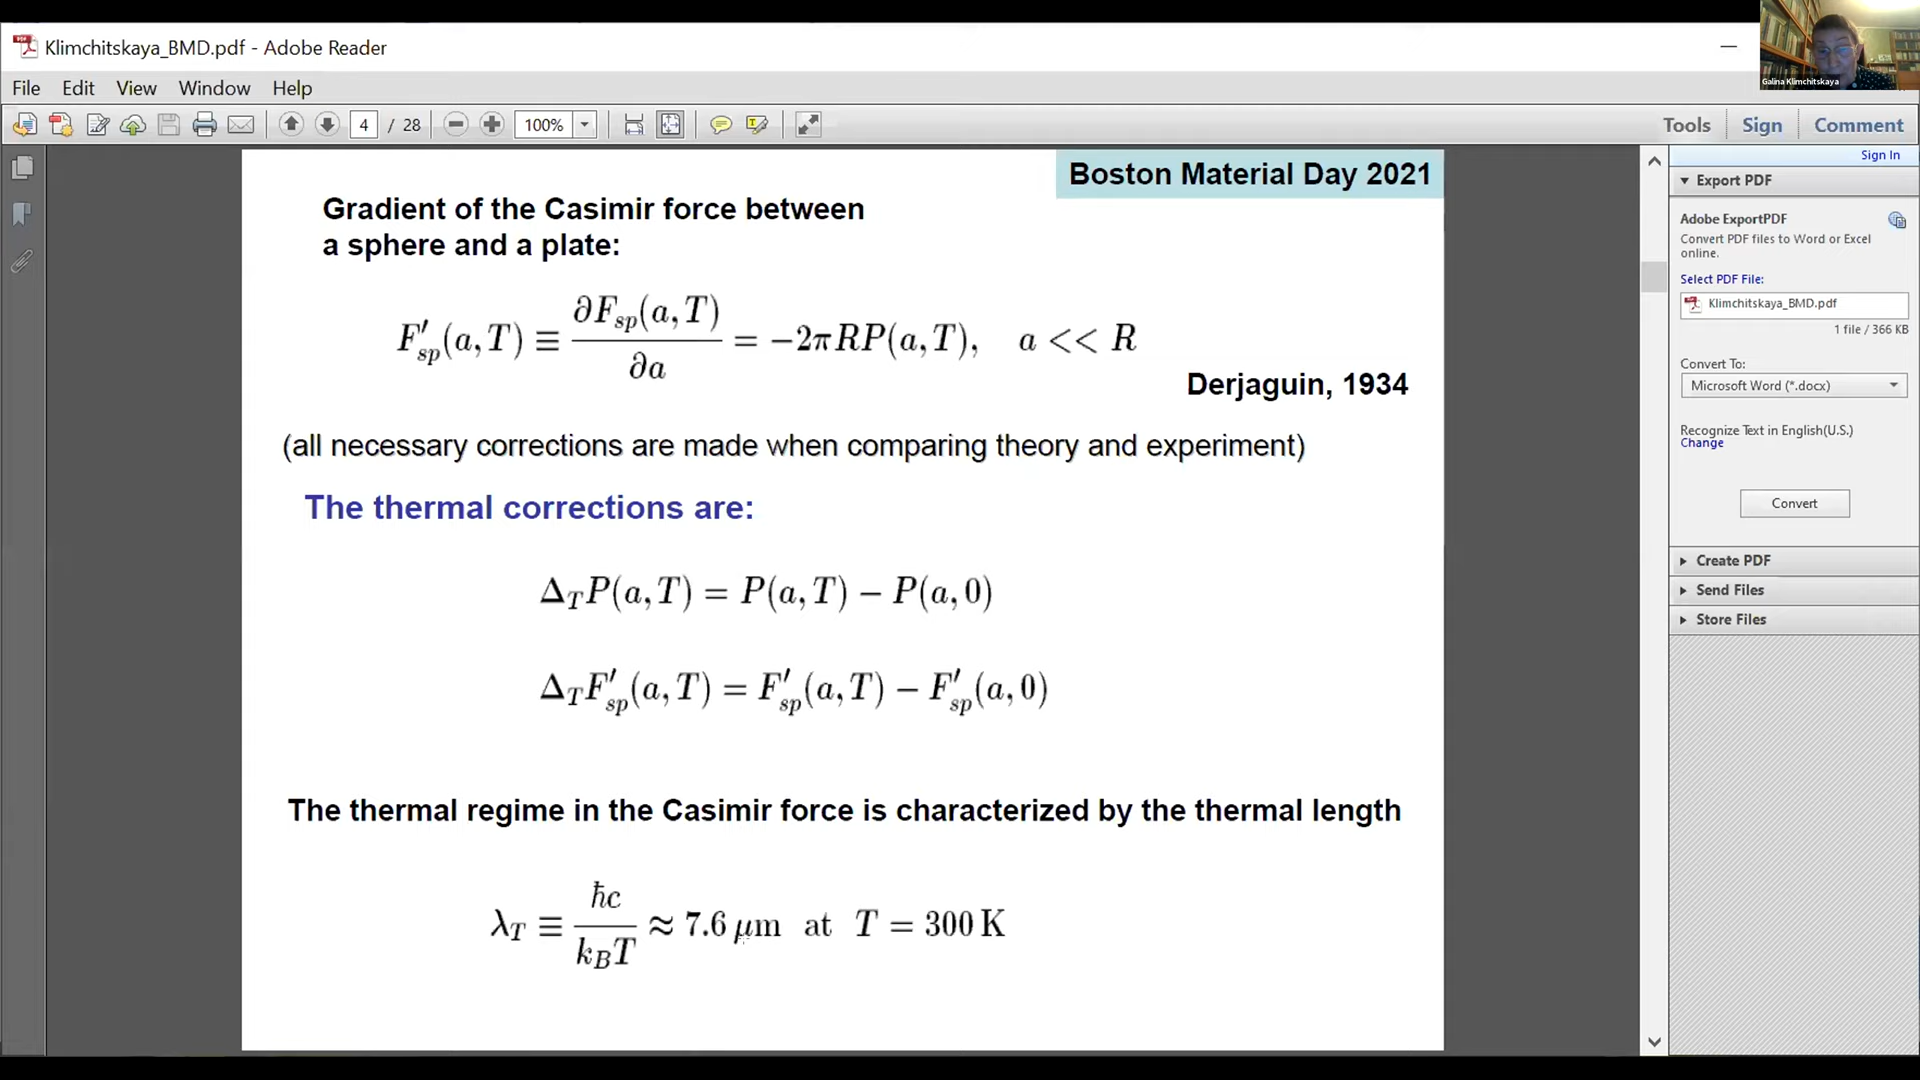 Klimchitskaya_BMD.pdf - Adobe Reader
Galina Klimchitskaya
File Edit View Window Help
4 / 28 100% Tools Sign Comment
Boston Material Day 2021
Gradient of the Casimir force between
a sphere and a plate:
F′sp(a, T) ≡ ∂Fsp(a, T) / ∂a = −2πRP(a, T), a << R
Derjaguin, 1934
(all necessary corrections are made when comparing theory and experiment)
The thermal corrections are:
ΔTP(a, T) = P(a, T) − P(a, 0)
ΔTF′sp(a, T) = F′sp(a, T) − F′sp(a, 0)
The thermal regime in the Casimir force is characterized by the thermal length
λT ≡ ħc / kBT ≈ 7.6 μm at T = 300 K
Sign In
Export PDF
Adobe ExportPDF
Convert PDF files to Word or Excel
online.
Select PDF File:
Klimchitskaya_BMD.pdf
1 file / 366 KB
Convert To:
Microsoft Word (*.docx)
Recognize Text in English(U.S.)
Change
Convert
Create PDF
Send Files
Store Files